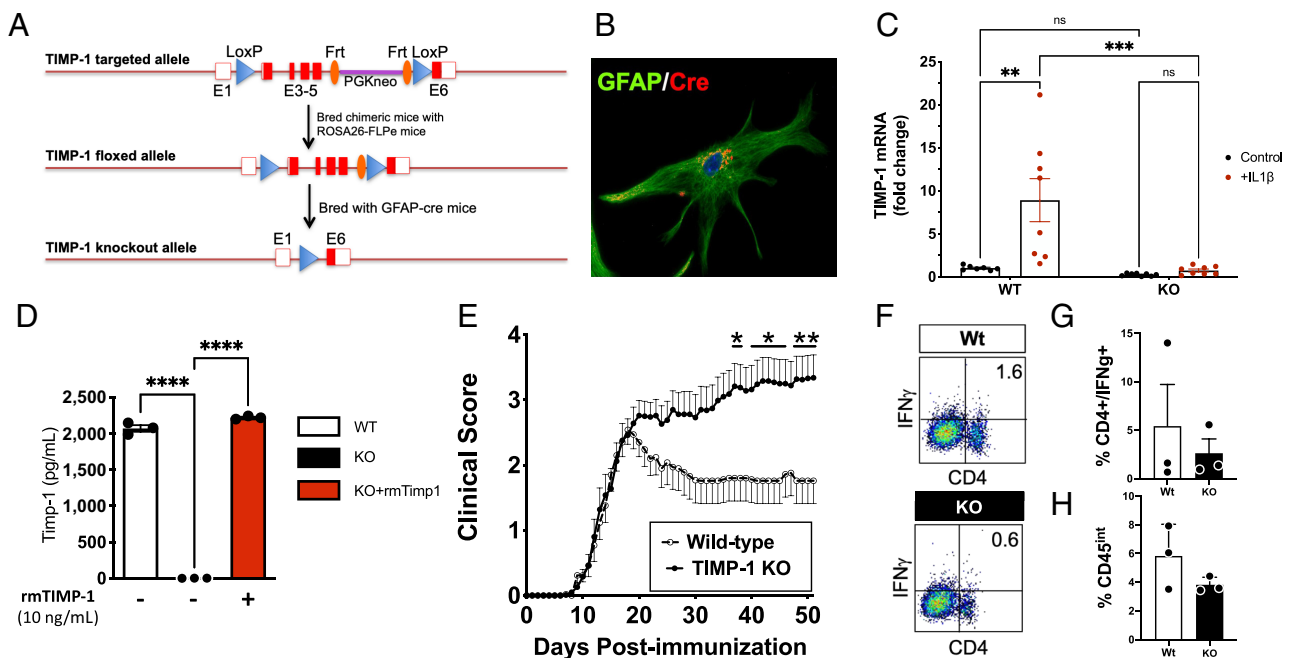 A
TIMP-1 targeted allele
LoxP
Frt
Frt LoxP
PGKneo
E1
E3-5
E6
Bred chimeric mice with
ROSA26-FLPe mice
TIMP-1 floxed allele
Bred with GFAP-cre mice
TIMP-1 knockout allele
E1
E6
B
GFAP/Cre
C
ns
***
**
ns
TIMP-1 mRNA
(fold change)
25
20
15
10
5
0
WT
KO
Control
+IL1β
D
****
****
Timp-1 (pg/mL)
2,500
2,000
1,500
1,000
500
0
rmTIMP-1
(10 ng/mL)
-
-
+
WT
KO
KO+rmTimp1
E
Clinical Score
4
3
2
1
0
*
*
**
Wild-type
TIMP-1 KO
0
10
20
30
40
50
Days Post-immunization
F
Wt
1.6
IFNγ
CD4
KO
0.6
IFNγ
CD4
G
% CD4+/IFNg+
15
10
5
0
Wt
KO
H
% CD45int
10
8
6
4
2
0
Wt
KO